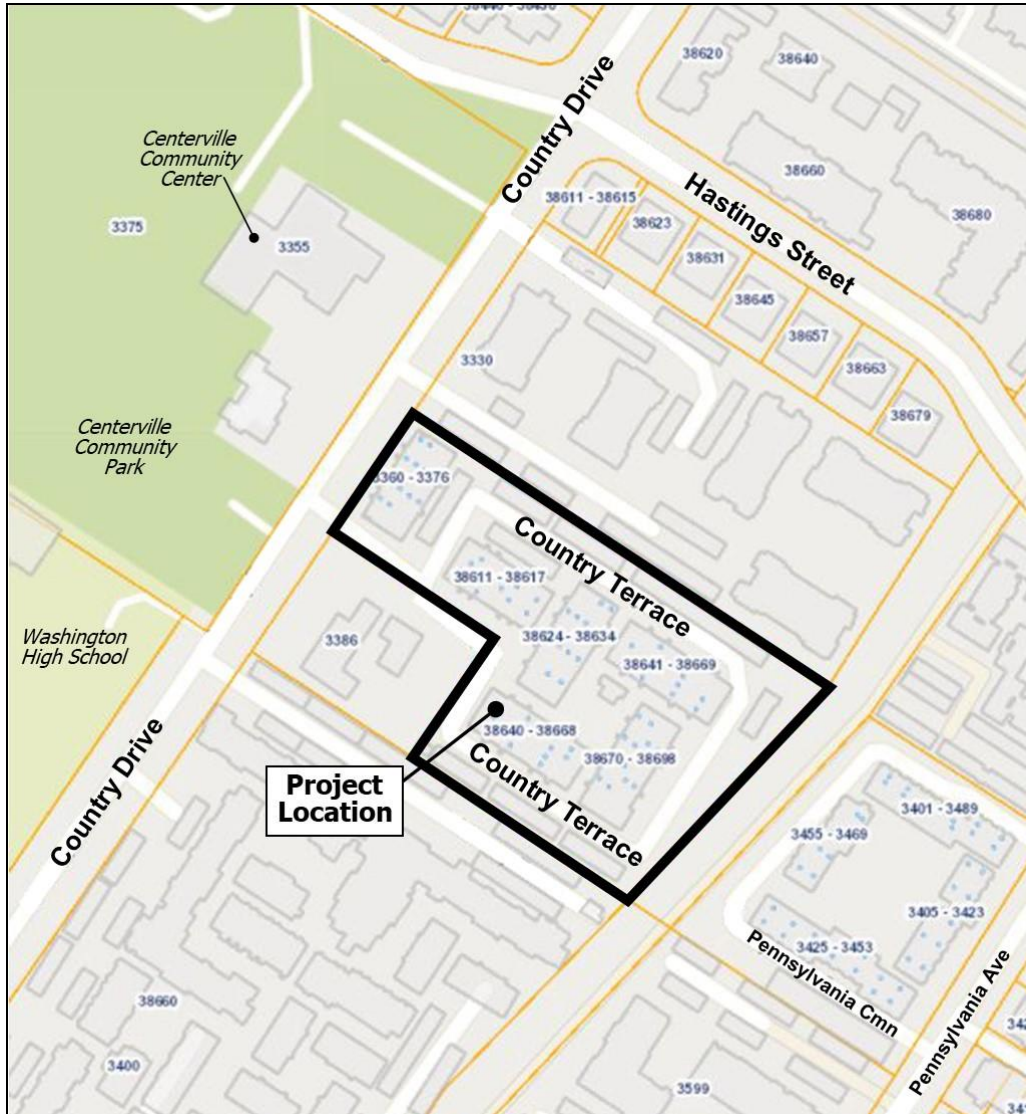 38620
38640
Country Drive
Centerville
Community
Center
38660
38611 - 38615
Hastings Street
38680
3375
3355
38623
38631
38645
38657
3330
38663
38679
Centerville
Community
Park
3360 - 3376
Country Terrace
38611 - 38617
38624 - 38634
Washington
High School
3386
38641 - 38669
38640 - 38668
38670 - 38698
Project
Location
Country Terrace
Country Drive
3401 - 3489
3455 - 3469
3405 - 3423
3425 - 3453
Pennsylvania Cmn
Pennsylvania Ave
38660
3400
3599